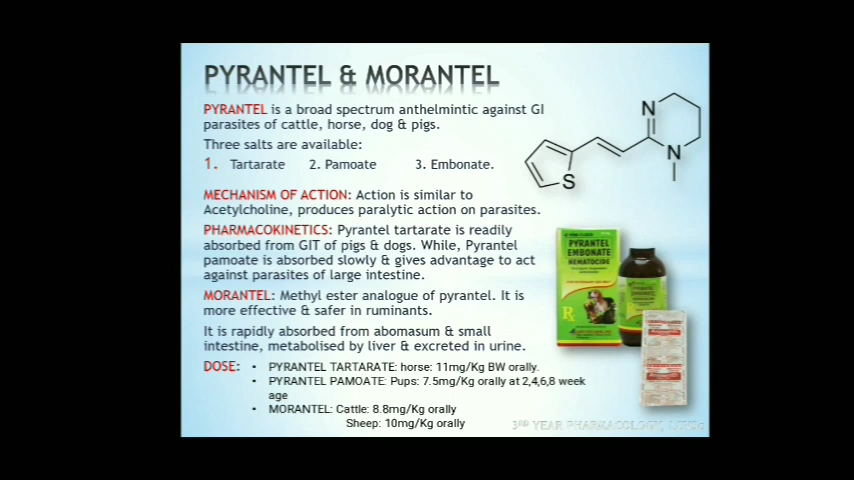 PYRANTEL & MORANTEL
PYRANTEL is a broad spectrum anthelmintic against GI
parasites of cattle, horse, dog & pigs.
Three salts are available:
1. Tartarate 2. Pamoate 3. Embonate.
MECHANISM OF ACTION: Action is similar to
Acetylcholine, produces paralytic action on parasites.
PHARMACOKINETICS: Pyrantel tartarate is readily
absorbed from GIT of pigs & dogs. While, Pyrantel
pamoate is absorbed slowly & gives advantage to act
against parasites of large intestine.
MORANTEL: Methyl ester analogue of pyrantel. It is
more effective & safer in ruminants.
It is rapidly absorbed from abomasum & small
intestine, metabolised by liver & excreted in urine.
DOSE: • PYRANTEL TARTARATE: horse: 11mg/Kg BW orally.
• PYRANTEL PAMOATE: Pups: 7.5mg/Kg orally at 2,4,6,8 week
age
• MORANTEL: Cattle: 8.8mg/Kg orally
Sheep: 10mg/Kg orally
N
N
S
PYRANTEL
EMBONATE
NEMATOCIDE
Rx
3RD YEAR PHARMACOLOGY,